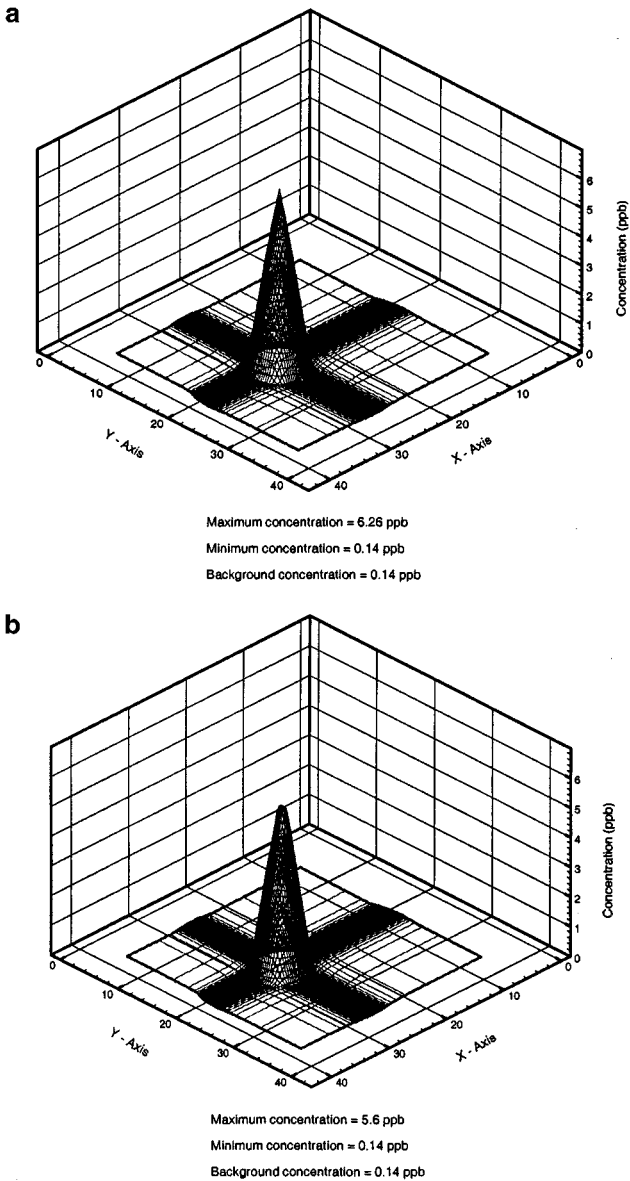 a
6
5
4
3
2
1
0
Concentration (ppb)
0
10
20
30
40
Y - Axis
40
30
20
10
0
X - Axis
Maximum concentration = 6.26 ppb
Minimum concentration = 0.14 ppb
Background concentration = 0.14 ppb
b
6
5
4
3
2
1
0
Concentration (ppb)
0
10
20
30
40
Y - Axis
40
30
20
10
0
X - Axis
Maximum concentration = 5.6 ppb
Minimum concentration = 0.14 ppb
Background concentration = 0.14 ppb